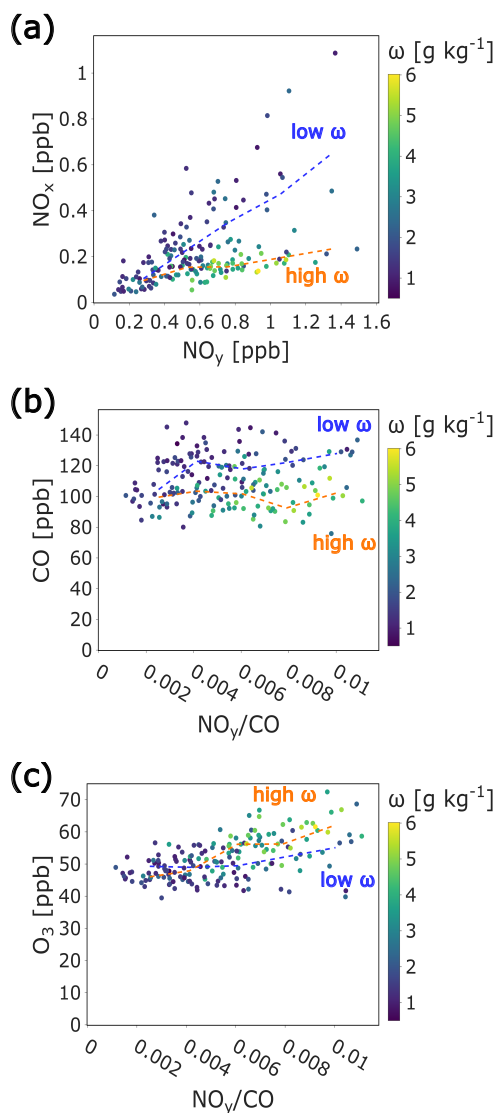 (a)
ω [g kg⁻¹]
NOₓ [ppb]
1
0.8
0.6
0.4
0.2
0
low ω
high ω
0 0.2 0.4 0.6 0.8 1 1.2 1.4 1.6
NOᵧ [ppb]
6
5
4
3
2
1
(b)
ω [g kg⁻¹]
CO [ppb]
140
120
100
80
60
40
20
0
low ω
high ω
0 0.002 0.004 0.006 0.008 0.01
NOᵧ/CO
6
5
4
3
2
1
(c)
ω [g kg⁻¹]
O₃ [ppb]
70
60
50
40
30
20
10
0
high ω
low ω
0 0.002 0.004 0.006 0.008 0.01
NOᵧ/CO
6
5
4
3
2
1